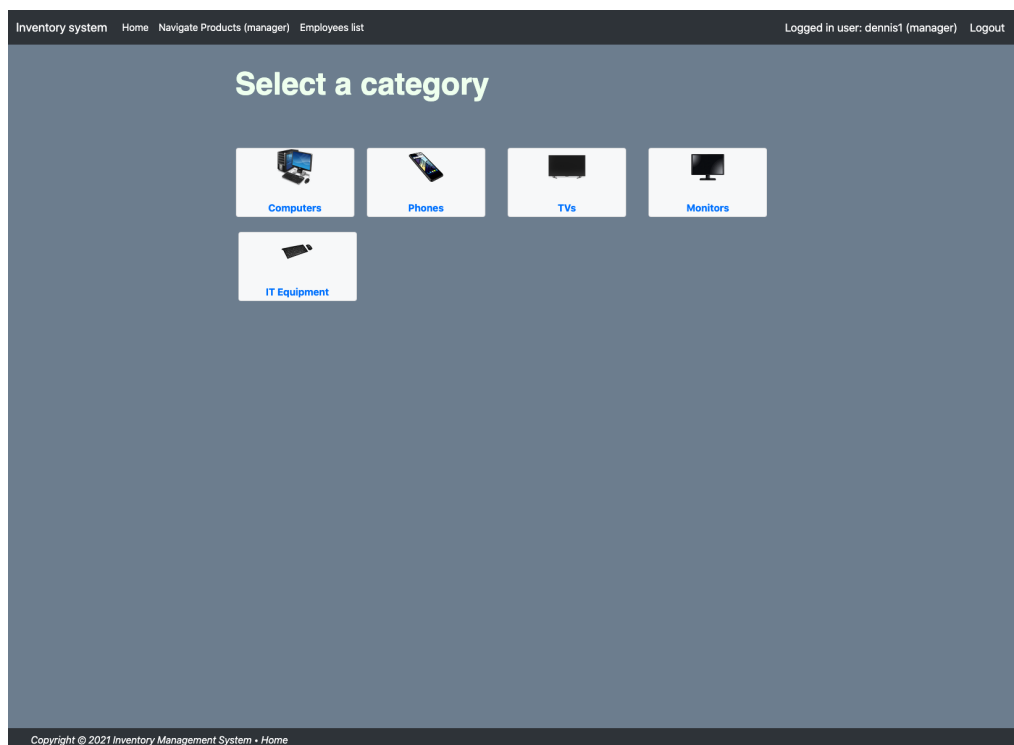 Inventory system Home Navigate Products (manager) Employees list Logged in user: dennis1 (manager) Logout
Select a category
Computers Phones TVs Monitors
IT Equipment
Copyright © 2021 Inventory Management System • Home